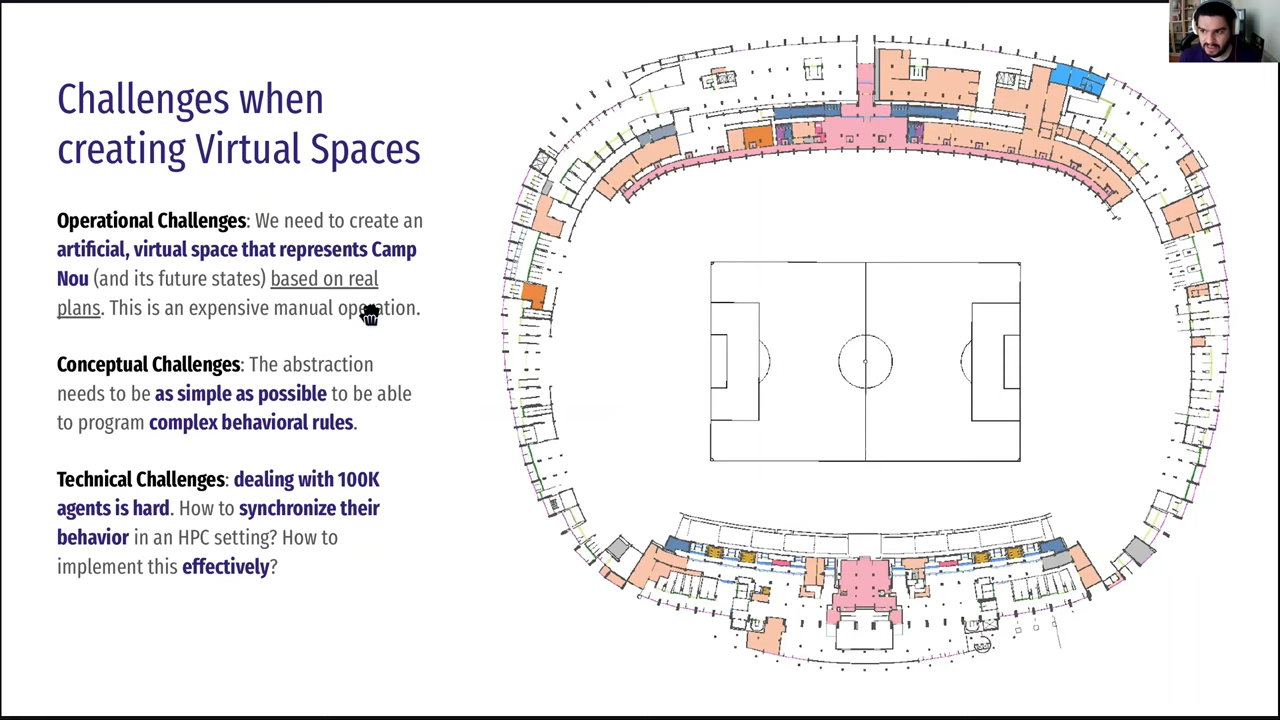 Challenges when
creating Virtual Spaces
Operational Challenges: We need to create an
artificial, virtual space that represents Camp
Nou (and its future states) based on real
plans. This is an expensive manual operation.
Conceptual Challenges: The abstraction
needs to be as simple as possible to be able
to program complex behavioral rules.
Technical Challenges: dealing with 100K
agents is hard. How to synchronize their
behavior in an HPC setting? How to
implement this effectively?